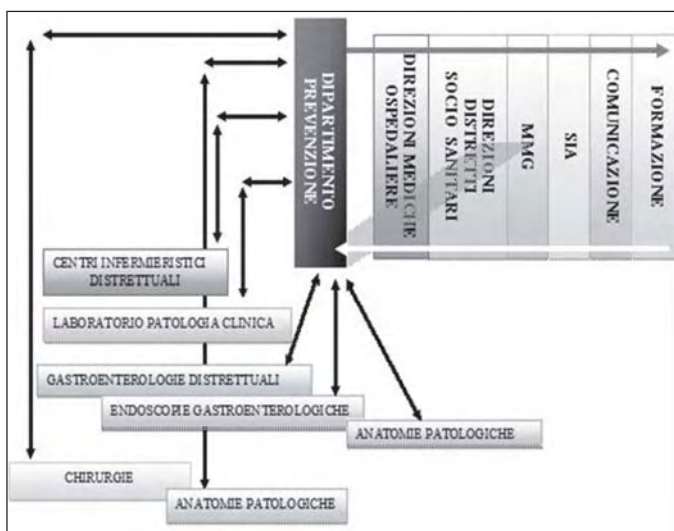 DIPARTIMENTO
PREVENZIONE
DIREZIONI MEDICHE
OSPEDALIERE
DIREZIONI
DISTRETTI
SOCIO SANITARI
MMG
SIA
COMUNICAZIONE
FORMAZIONE
CENTRI INFERMIERISTICI
DISTRETTUALI
LABORATORIO PATOLOGIA CLINICA
GASTROENTEROLOGIE DISTRETTUALI
ENDOSCOPIE GASTROENTEROLOGICHE
ANATOMIE PATOLOGICHE
CHIRURGIE
ANATOMIE PATOLOGICHE